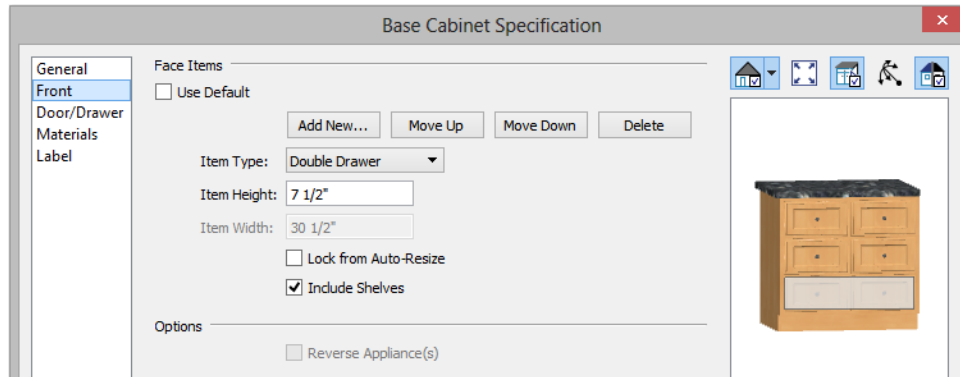 Base Cabinet Specification
General
Front
Door/Drawer
Materials
Label
Face Items
Use Default
Add New... Move Up Move Down Delete
Item Type: Double Drawer
Item Height: 7 1/2"
Item Width: 30 1/2"
Lock from Auto-Resize
Include Shelves
Options
Reverse Appliance(s)